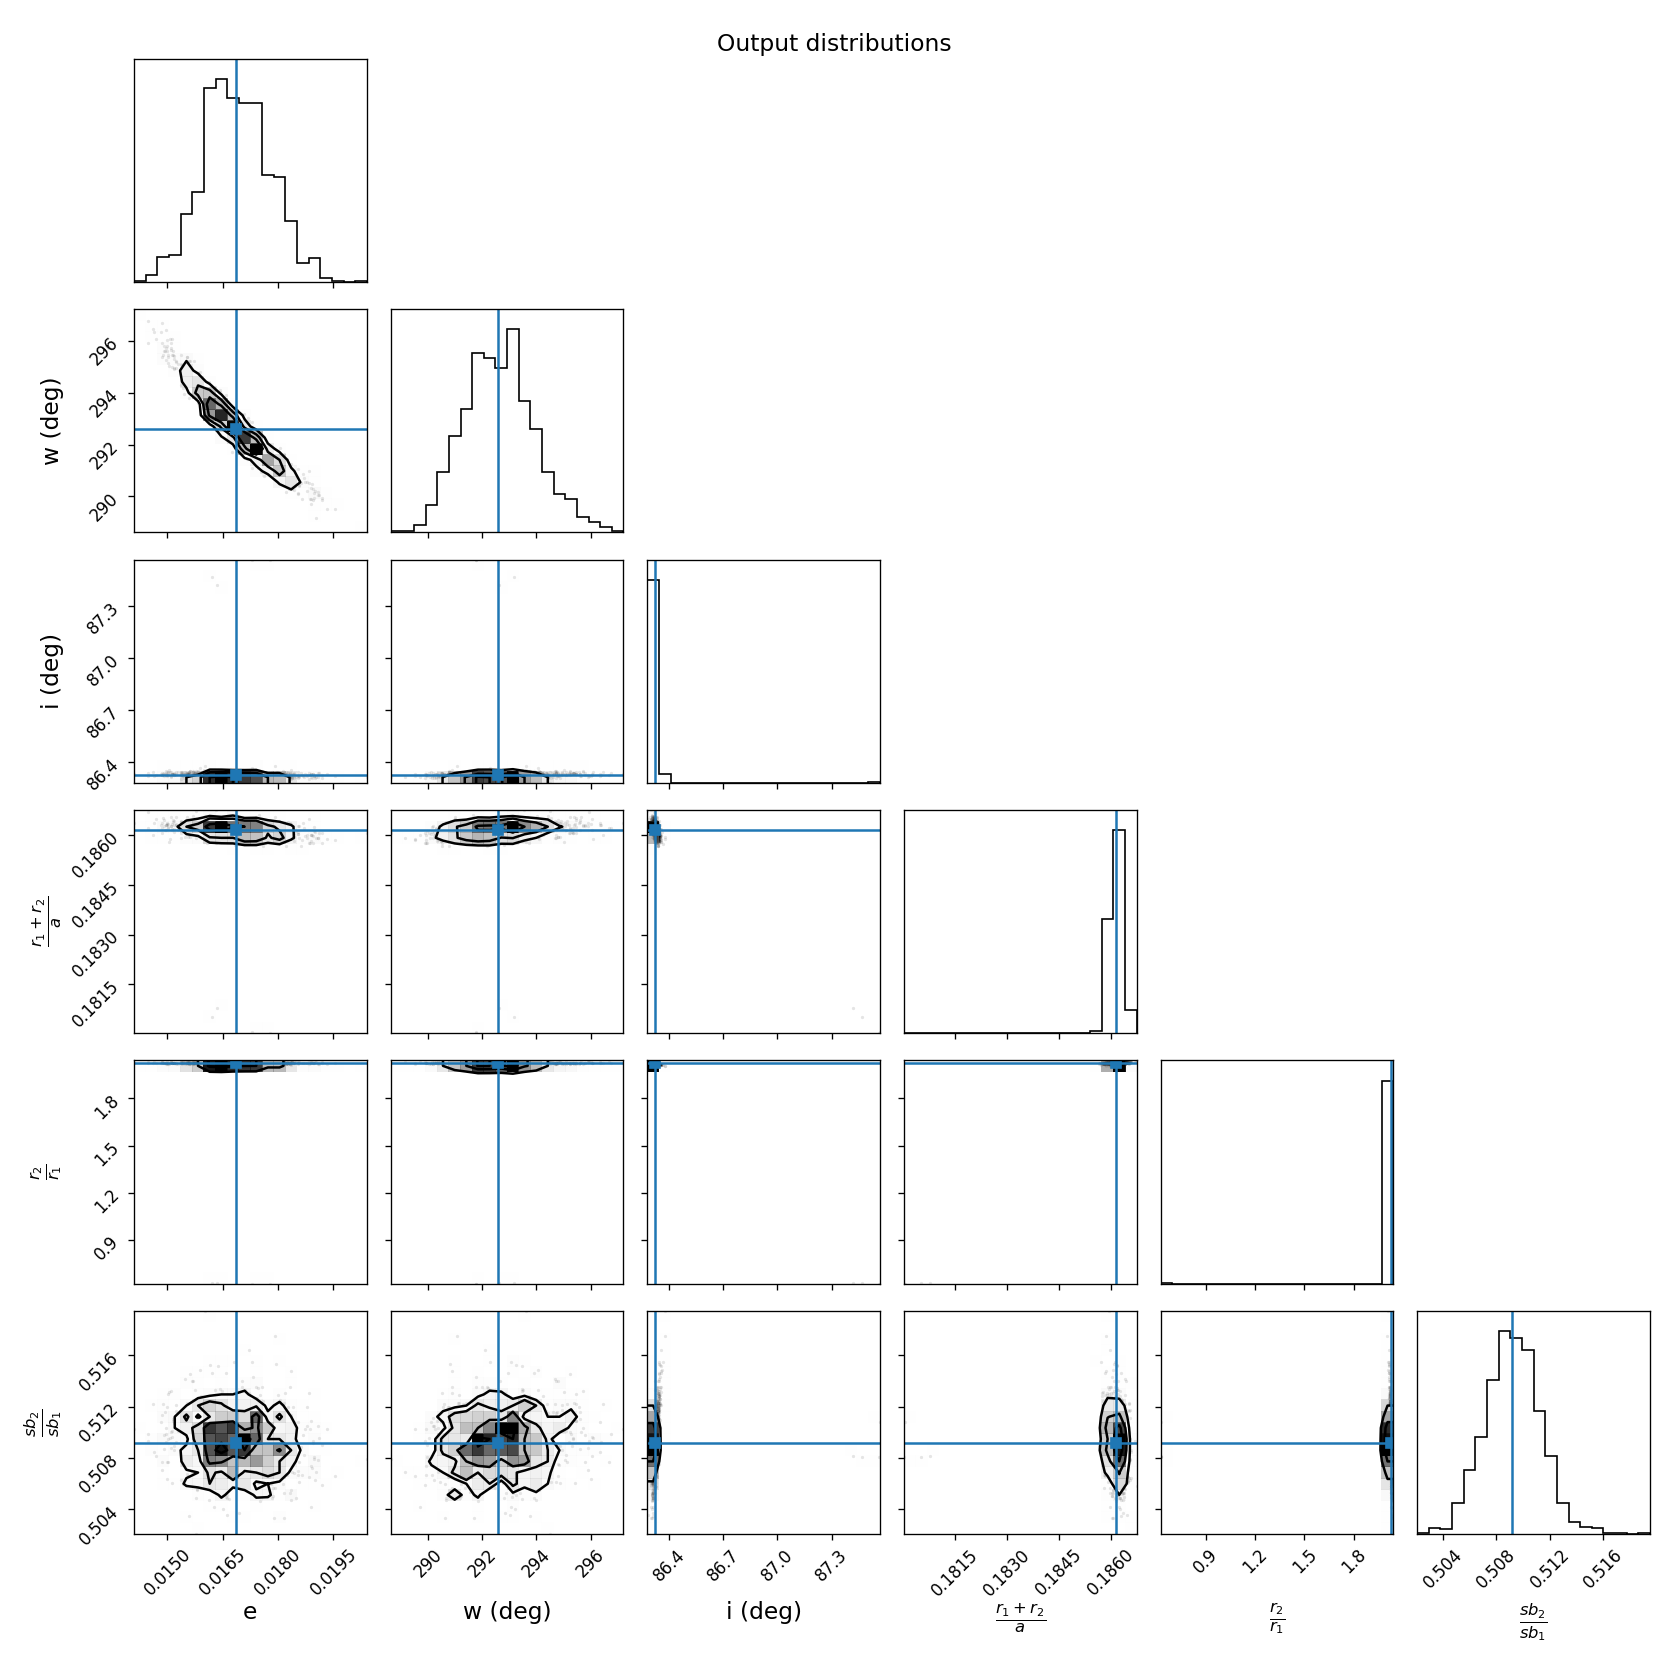 Output distributions
w (deg)
296
294
292
290
i (deg)
87.3
87.0
86.7
86.4
r₁ + r₂
a
0.1860
0.1845
0.1830
0.1815
r₂
r₁
1.8
1.5
1.2
0.9
sb₂
sb₁
0.516
0.512
0.508
0.504
0.0150 0.0165 0.0180 0.0195 290 292 294 296 86.4 86.7 87.0 87.3 0.1815 0.1830 0.1845 0.1860 0.9 1.2 1.5 1.8 0.504 0.508 0.512 0.516
e w (deg) i (deg) r₁ + r₂ r₂ sb₂
a r₁ sb₁